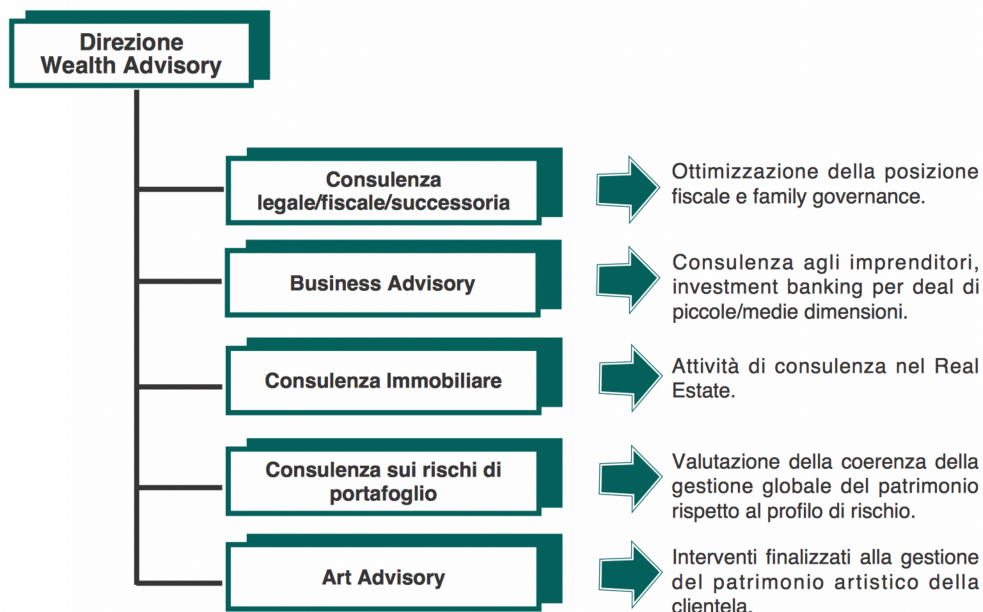 Direzione
Wealth Advisory
Consulenza
legale/fiscale/successoria
Ottimizzazione della posizione
fiscale e family governance.
Business Advisory
Consulenza agli imprenditori,
investment banking per deal di
piccole/medie dimensioni.
Consulenza Immobiliare
Attività di consulenza nel Real
Estate.
Consulenza sui rischi di
portafoglio
Valutazione della coerenza della
gestione globale del patrimonio
rispetto al profilo di rischio.
Art Advisory
Interventi finalizzati alla gestione
del patrimonio artistico della
clientela.